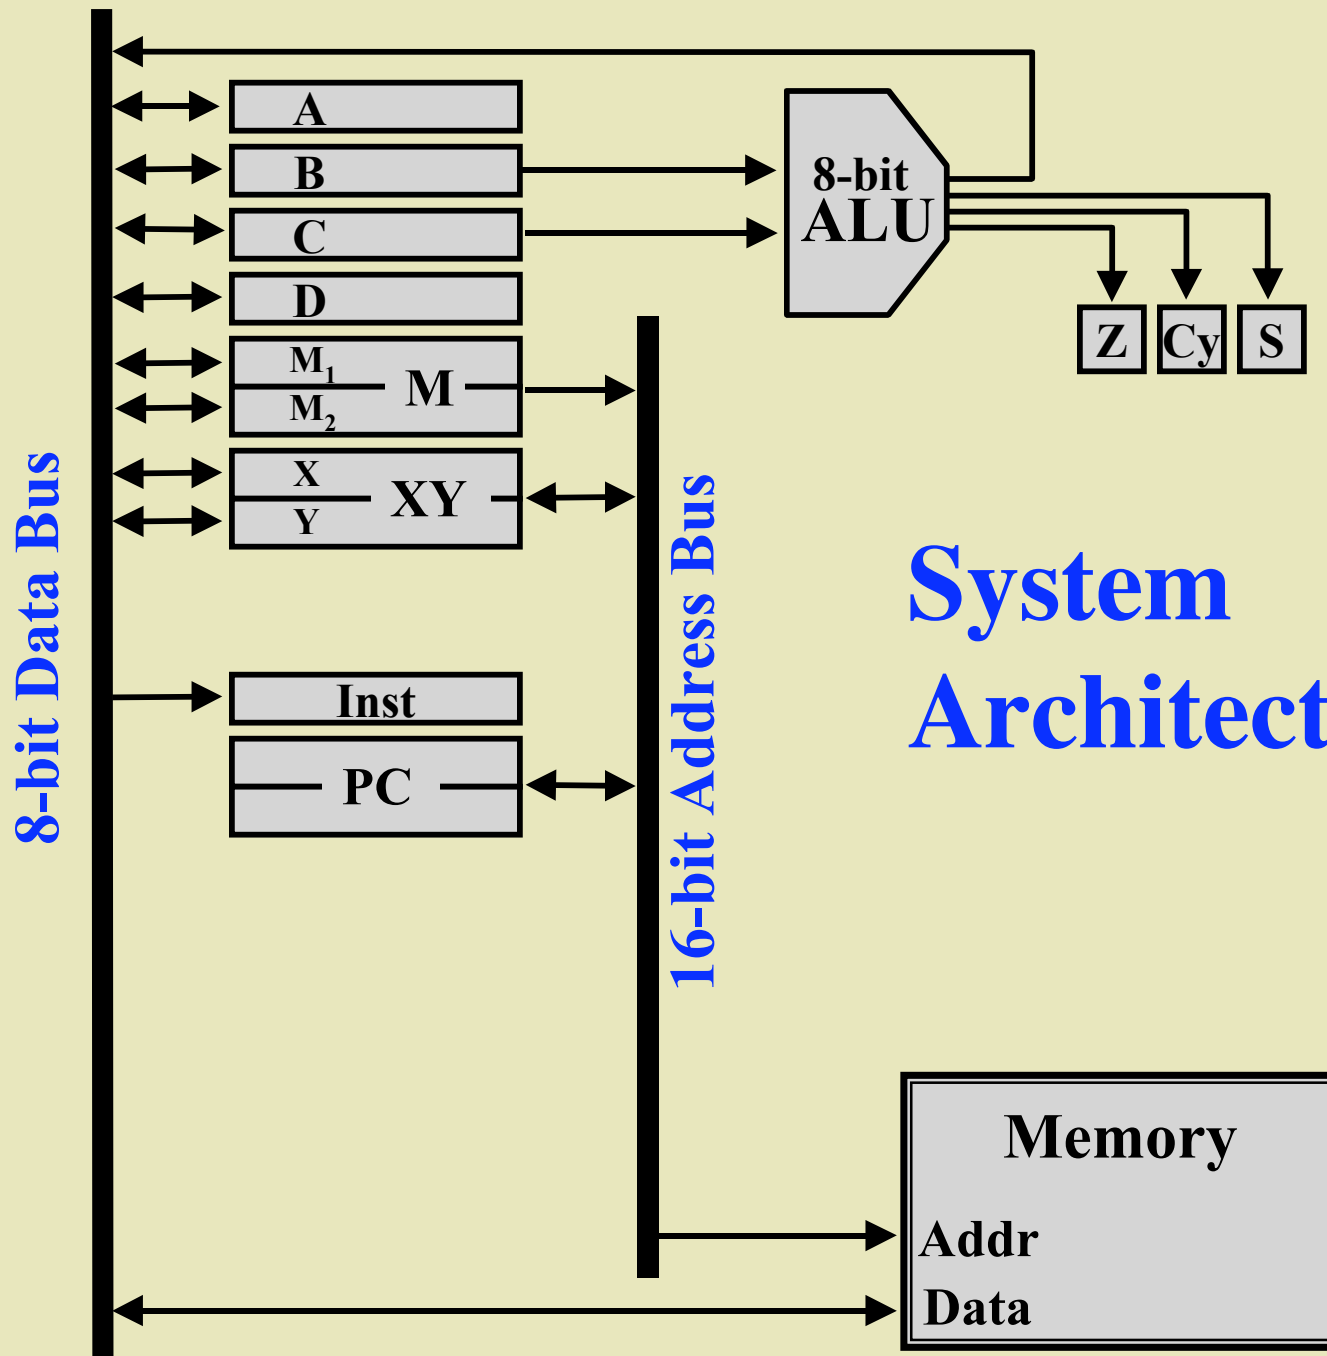 A
B
C
D
M1
M
M2
X
XY
Y
Inst
PC
8-bit
ALU
Z
Cy
S
8-bit Data Bus
16-bit Address Bus
System
Architect
Memory
Addr
Data